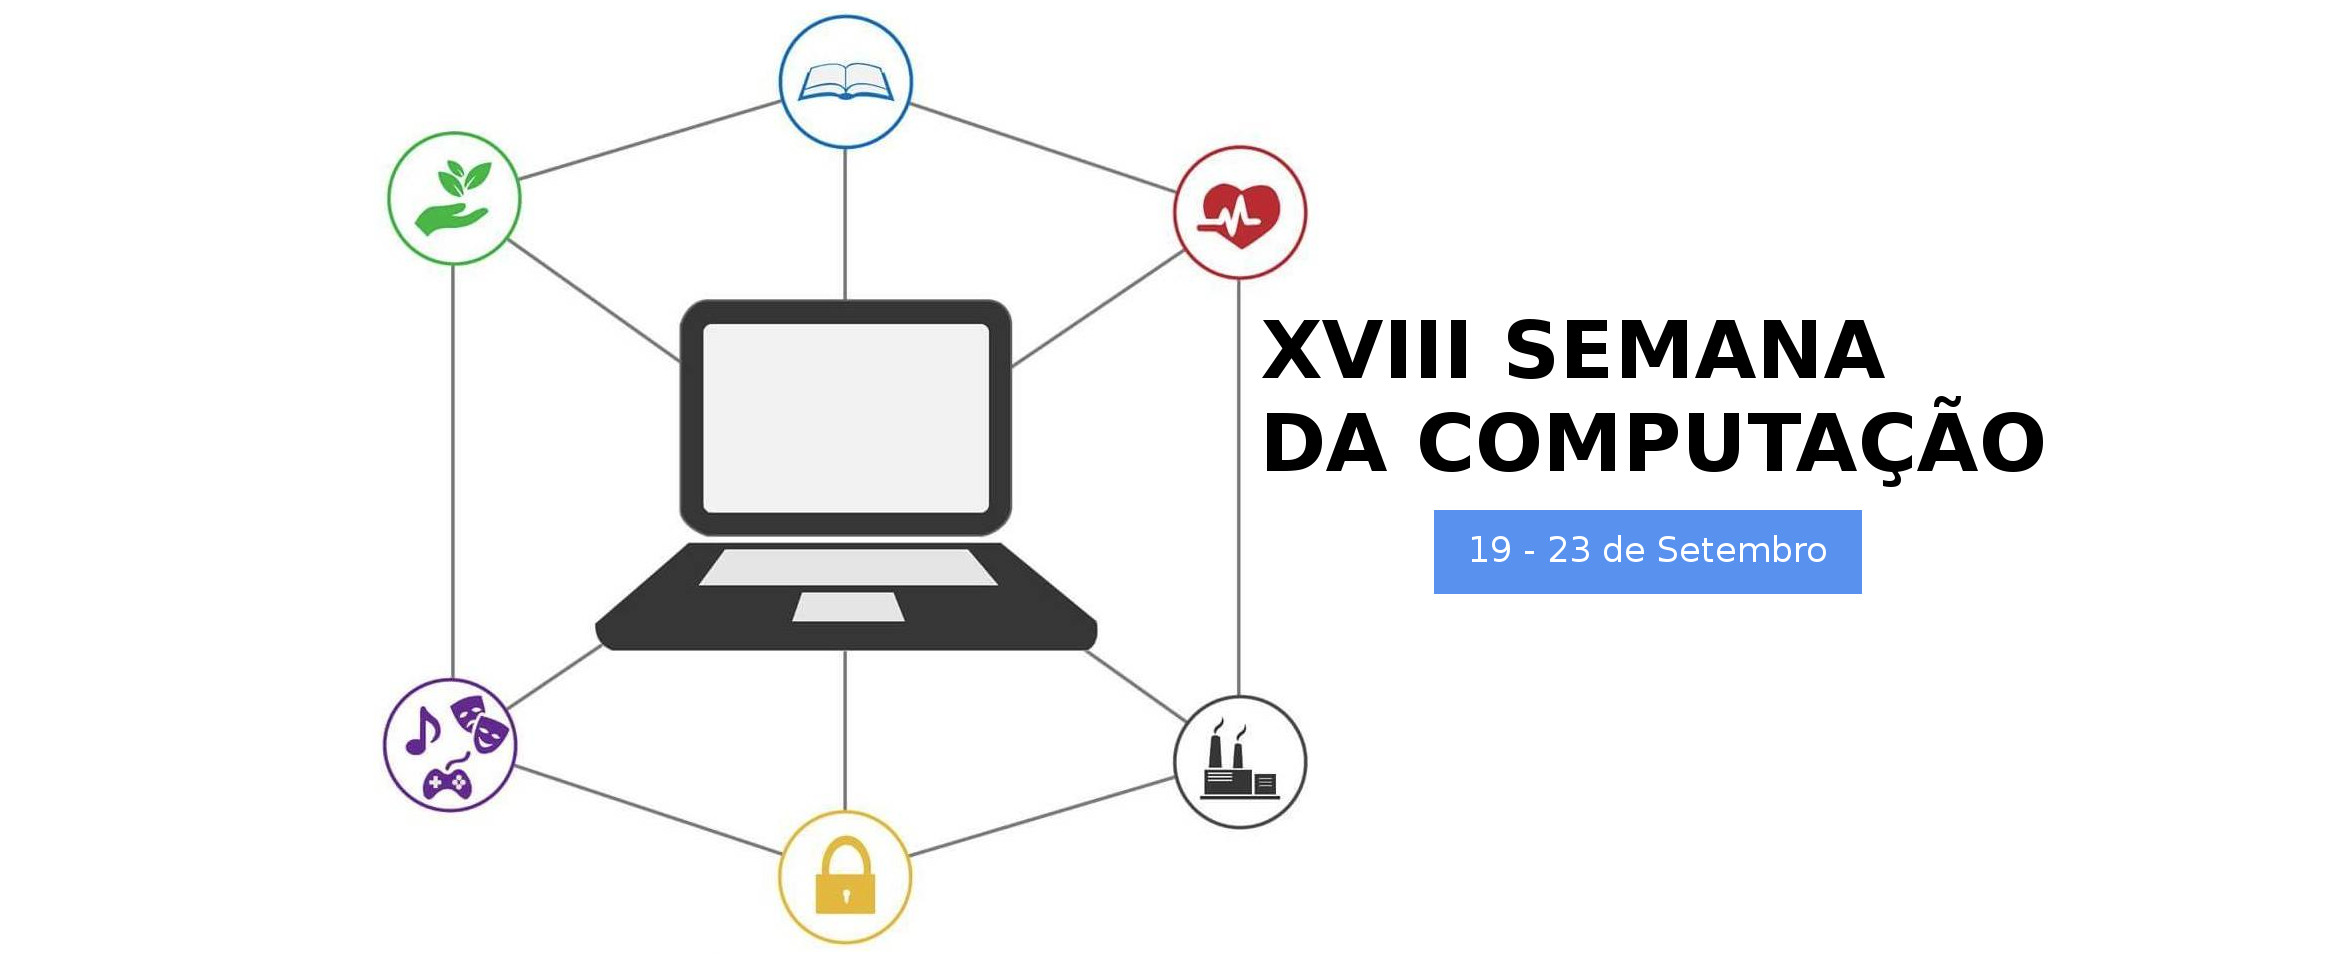 XVIII SEMANA
DA COMPUTAÇÃO
19 - 23 de Setembro